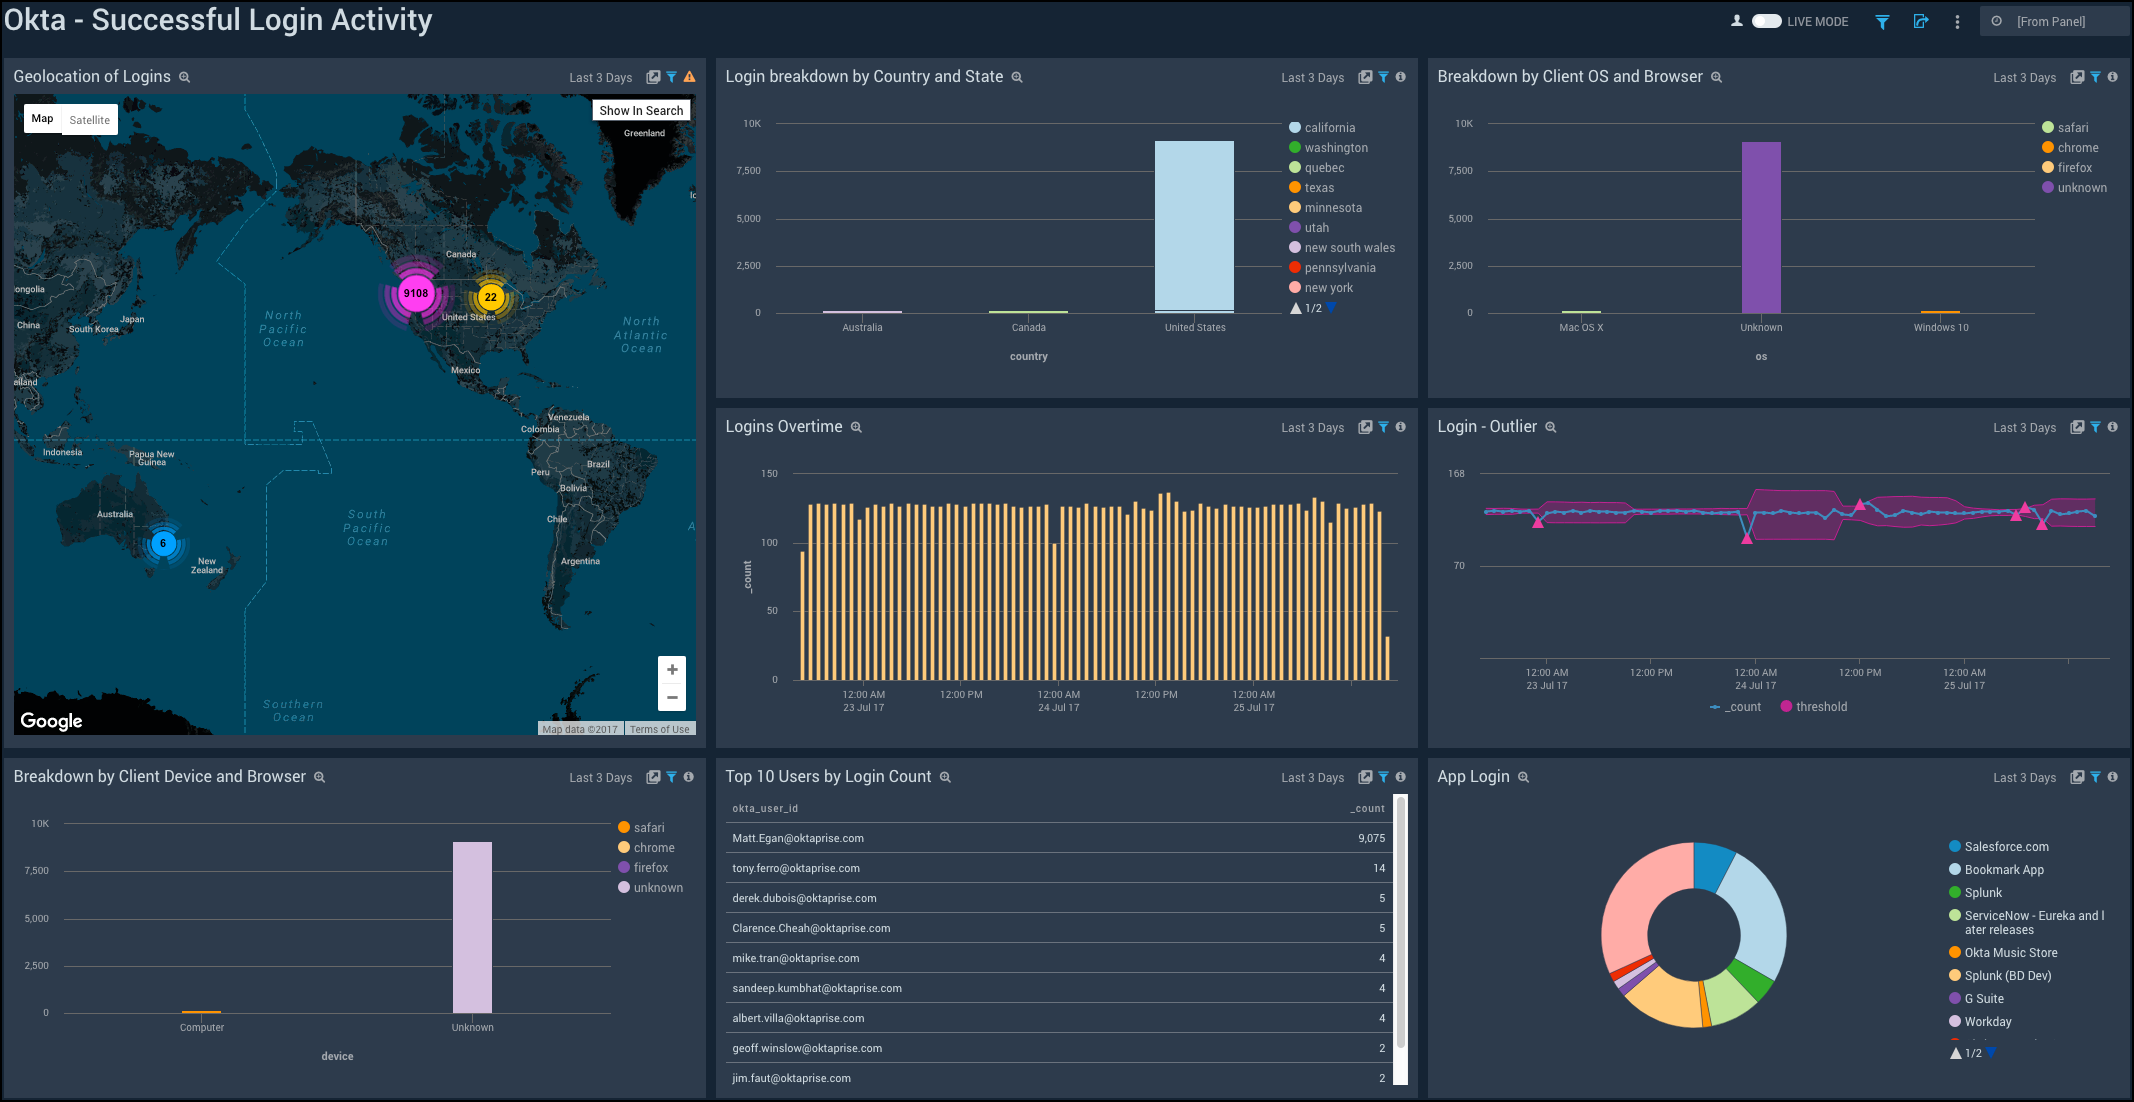 Okta - Successful Login Activity
LIVE MODE
[From Panel]
Geolocation of Logins
Last 3 Days
Map
Satellite
Show In Search
Greenland
Canada
9108
22
United States
ongolia
China
South Korea
Japan
North
Pacific
Ocean
North
Atlantic
Ocean
ailand
Mexico
Venezuela
Colombia
Indonesia
Papua New
Guinea
Peru
Brazil
Bolivia
Australia
South
Pacific
Ocean
Chile
6
New
Zealand
Argentina
Southern
Ocean
+
−
Google
Map data ©2017
Terms of Use
Login breakdown by Country and State
Last 3 Days
10K
7,500
5,000
2,500
0
Australia
Canada
United States
country
california
washington
quebec
texas
minnesota
utah
new south wales
pennsylvania
new york
1/2
Breakdown by Client OS and Browser
Last 3 Days
10K
7,500
5,000
2,500
0
Mac OS X
Unknown
Windows 10
os
safari
chrome
firefox
unknown
Logins Overtime
Last 3 Days
150
100
50
0
_count
12:00 AM
23 Jul 17
12:00 PM
12:00 AM
24 Jul 17
12:00 PM
12:00 AM
25 Jul 17
Login - Outlier
Last 3 Days
168
70
12:00 AM
23 Jul 17
12:00 PM
12:00 AM
24 Jul 17
12:00 PM
12:00 AM
25 Jul 17
_count
threshold
Breakdown by Client Device and Browser
Last 3 Days
10K
7,500
5,000
2,500
0
Computer
Unknown
device
safari
chrome
firefox
unknown
Top 10 Users by Login Count
Last 3 Days
okta_user_id _count
Matt.Egan@oktaprise.com 9,075
tony.ferro@oktaprise.com 14
derek.dubois@oktaprise.com 5
Clarence.Cheah@oktaprise.com 5
mike.tran@oktaprise.com 4
sandeep.kumbhat@oktaprise.com 4
albert.villa@oktaprise.com 4
geoff.winslow@oktaprise.com 2
jim.faut@oktaprise.com 2
App Login
Last 3 Days
Salesforce.com
Bookmark App
Splunk
ServiceNow - Eureka and l
ater releases
Okta Music Store
Splunk (BD Dev)
G Suite
Workday
1/2